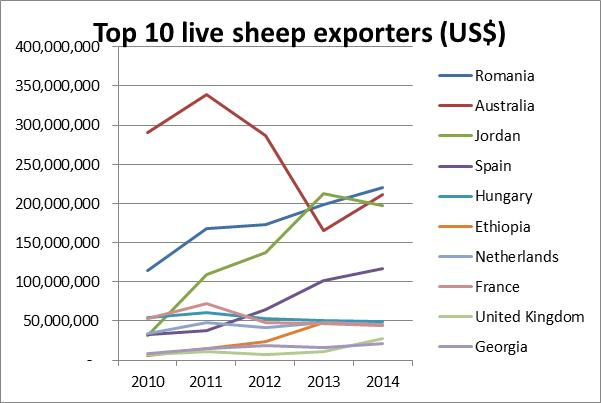 Top 10 live sheep exporters (US$)
400,000,000
350,000,000
300,000,000
250,000,000
200,000,000
150,000,000
100,000,000
50,000,000
-
2010 2011 2012 2013 2014
Romania
Australia
Jordan
Spain
Hungary
Ethiopia
Netherlands
France
United Kingdom
Georgia